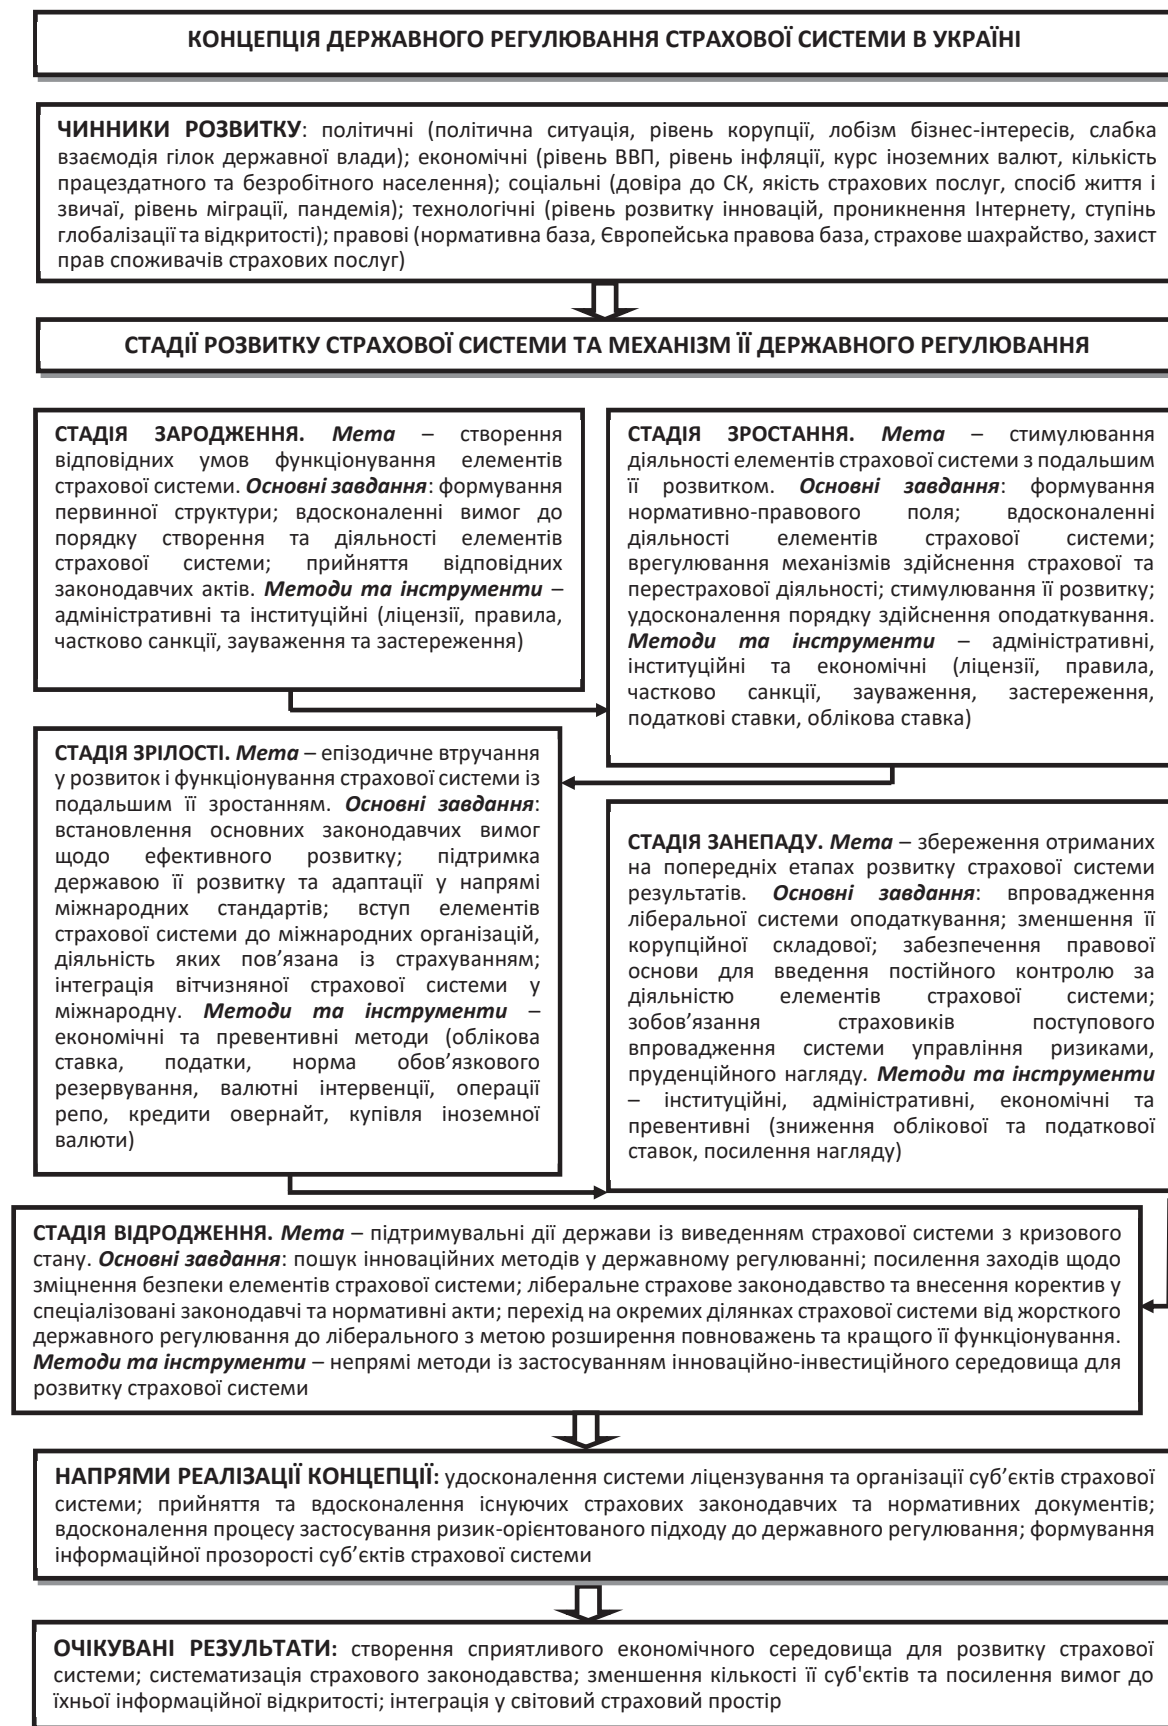 КОНЦЕПЦІЯ ДЕРЖАВНОГО РЕГУЛЮВАННЯ СТРАХОВОЇ СИСТЕМИ В УКРАЇНІ
ЧИННИКИ РОЗВИТКУ: політичні (політична ситуація, рівень корупції, лобізм бізнес-інтересів, слабка
взаємодія гілок державної влади); економічні (рівень ВВП, рівень інфляції, курс іноземних валют, кількість
працездатного та безробітного населення); соціальні (довіра до СК, якість страхових послуг, спосіб життя і
звичаї, рівень міграції, пандемія); технологічні (рівень розвитку інновацій, проникнення Інтернету, ступінь
глобалізації та відкритості); правові (нормативна база, Європейська правова база, страхове шахрайство, захист
прав споживачів страхових послуг)
СТАДІЇ РОЗВИТКУ СТРАХОВОЇ СИСТЕМИ ТА МЕХАНІЗМ ЇЇ ДЕРЖАВНОГО РЕГУЛЮВАННЯ
СТАДІЯ ЗАРОДЖЕННЯ. Мета – створення
відповідних умов функціонування елементів
страхової системи. Основні завдання: формування
первинної структури; вдосконаленні вимог до
порядку створення та діяльності елементів
страхової системи; прийняття відповідних
законодавчих актів. Методи та інструменти –
адміністративні та інституційні (ліцензії, правила,
частково санкції, зауваження та застереження)
СТАДІЯ ЗРОСТАННЯ. Мета – стимулювання
діяльності елементів страхової системи з подальшим
її розвитком. Основні завдання: формування
нормативно-правового поля; вдосконаленні
діяльності елементів страхової системи;
врегулювання механізмів здійснення страхової та
перестрахової діяльності; стимулювання її розвитку;
удосконалення порядку здійснення оподаткування.
Методи та інструменти – адміністративні,
інституційні та економічні (ліцензії, правила,
частково санкції, зауваження, застереження,
податкові ставки, облікова ставка)
СТАДІЯ ЗРІЛОСТІ. Мета – епізодичне втручання
у розвиток і функціонування страхової системи із
подальшим її зростанням. Основні завдання:
встановлення основних законодавчих вимог
щодо ефективного розвитку; підтримка
державою її розвитку та адаптації у напрямі
міжнародних стандартів; вступ елементів
страхової системи до міжнародних організацій,
діяльність яких пов’язана із страхуванням;
інтеграція вітчизняної страхової системи у
міжнародну. Методи та інструменти –
економічні та превентивні методи (облікова
ставка, податки, норма обов’язкового
резервування, валютні інтервенції, операції
репо, кредити овернайт, купівля іноземної
валюти)
СТАДІЯ ЗАНЕПАДУ. Мета – збереження отриманих
на попередніх етапах розвитку страхової системи
результатів. Основні завдання: впровадження
ліберальної системи оподаткування; зменшення її
корупційної складової; забезпечення правової
основи для введення постійного контролю за
діяльністю елементів страхової системи;
зобов’язання страховиків поступового
впровадження системи управління ризиками,
пруденційного нагляду. Методи та інструменти
– інституційні, адміністративні, економічні та
превентивні (зниження облікової та податкової
ставок, посилення нагляду)
СТАДІЯ ВІДРОДЖЕННЯ. Мета – підтримувальні дії держави із виведенням страхової системи з кризового
стану. Основні завдання: пошук інноваційних методів у державному регулюванні; посилення заходів щодо
зміцнення безпеки елементів страхової системи; ліберальне страхове законодавство та внесення коректив у
спеціалізовані законодавчі та нормативні акти; перехід на окремих ділянках страхової системи від жорсткого
державного регулювання до ліберального з метою розширення повноважень та кращого її функціонування.
Методи та інструменти – непрямі методи із застосуванням інноваційно-інвестиційного середовища для
розвитку страхової системи
НАПРЯМИ РЕАЛІЗАЦІЇ КОНЦЕПЦІЇ: удосконалення системи ліцензування та організації суб’єктів страхової
системи; прийняття та вдосконалення існуючих страхових законодавчих та нормативних документів;
вдосконалення процесу застосування ризик-орієнтованого підходу до державного регулювання; формування
інформаційної прозорості суб’єктів страхової системи
ОЧІКУВАНІ РЕЗУЛЬТАТИ: створення сприятливого економічного середовища для розвитку страхової
системи; систематизація страхового законодавства; зменшення кількості її суб'єктів та посилення вимог до
їхньої інформаційної відкритості; інтеграція у світовий страховий простір